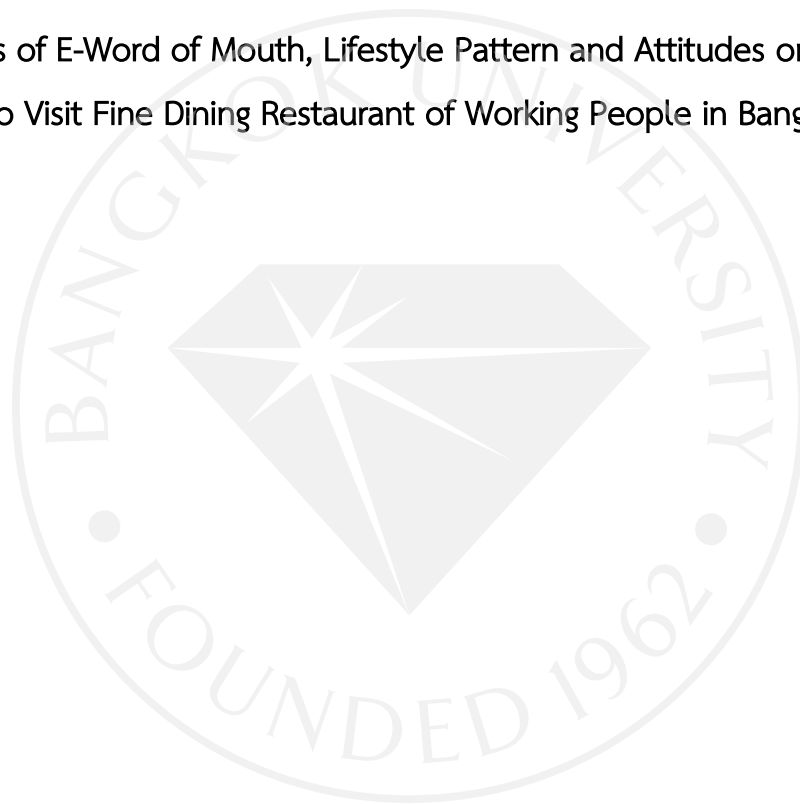 s of E-Word of Mouth, Lifestyle Pattern and Attitudes or
o Visit Fine Dining Restaurant of Working People in Bang
BANGKOK UNIVERSITY
FOUNDED 1962